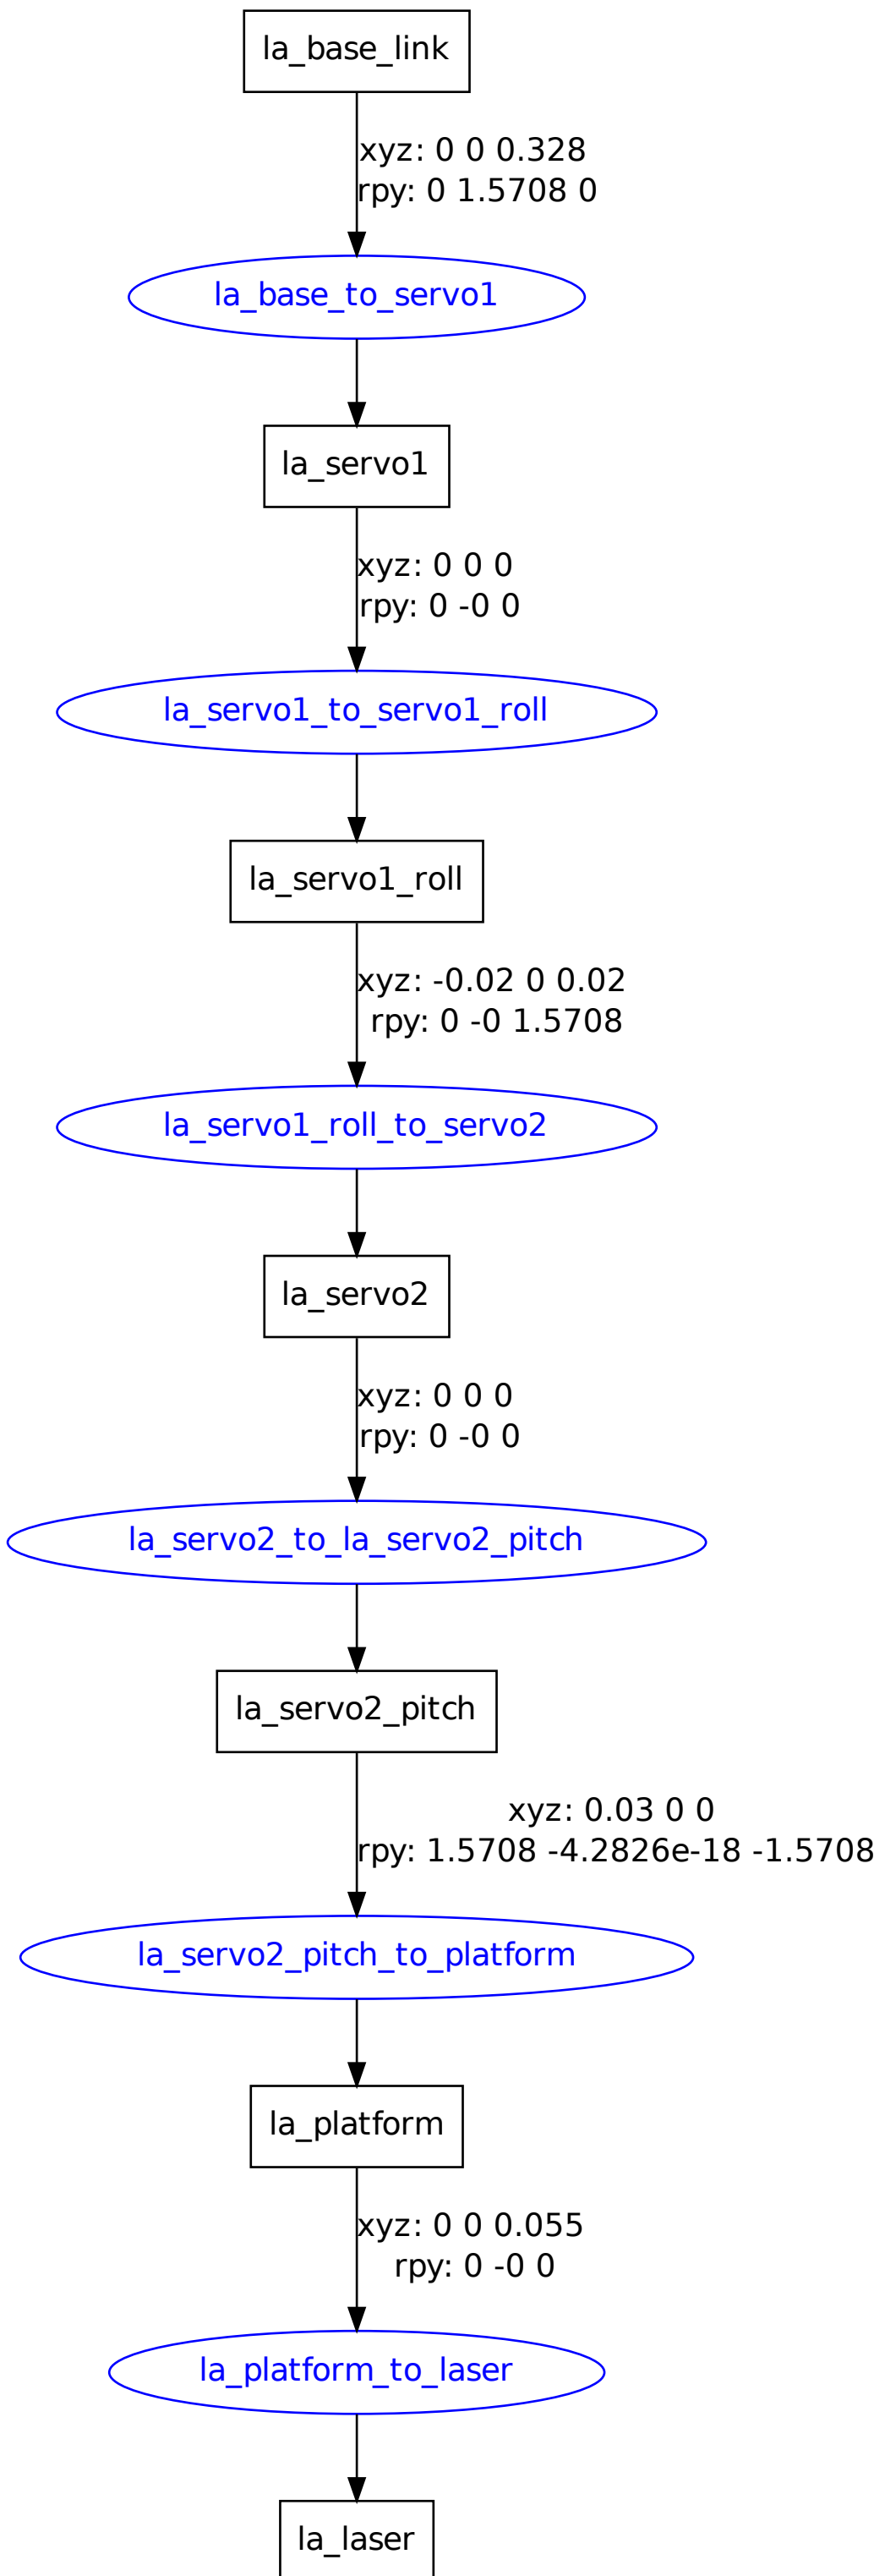 la_base_link
xyz: 0 0 0.328
rpy: 0 1.5708 0
la_base_to_servo1
la_servo1
xyz: 0 0 0
rpy: 0 -0 0
la_servo1_to_servo1_roll
la_servo1_roll
xyz: -0.02 0 0.02
rpy: 0 -0 1.5708
la_servo1_roll_to_servo2
la_servo2
xyz: 0 0 0
rpy: 0 -0 0
la_servo2_to_la_servo2_pitch
la_servo2_pitch
xyz: 0.03 0 0
rpy: 1.5708 -4.2826e-18 -1.5708
la_servo2_pitch_to_platform
la_platform
xyz: 0 0 0.055
rpy: 0 -0 0
la_platform_to_laser
la_laser